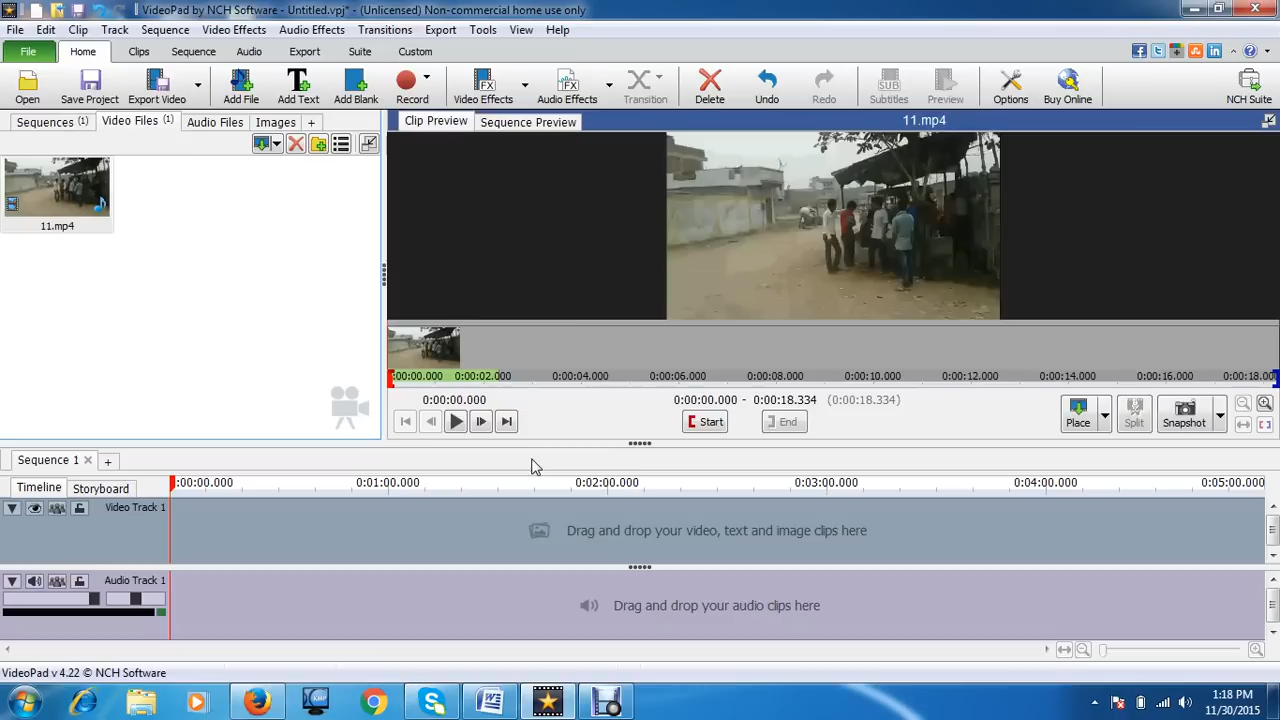 VideoPad by NCH Software - Untitled.vpj* - (Unlicensed) Non-commercial home use only
File Edit Clip Track Sequence Video Effects Audio Effects Transitions Export Tools View Help
File Home Clips Sequence Audio Export Suite Custom
Open Save Project Export Video Add File Add Text Add Blank Record Video Effects Audio Effects Transition Delete Undo Redo Subtitles Preview Options Buy Online NCH Suite
Sequences (1) Video Files (1) Audio Files Images +
Clip Preview Sequence Preview 11.mp4
11.mp4
:00:00.000 0:00:02.000 0:00:04.000 0:00:06.000 0:00:08.000 0:00:10.000 0:00:12.000 0:00:14.000 0:00:16.000 0:00:18.00
0:00:00.000 0:00:00.000 - 0:00:18.334 (0:00:18.334)
Start End Place Split Snapshot
Sequence 1 +
Timeline Storyboard :00:00.000 0:01:00.000 0:02:00.000 0:03:00.000 0:04:00.000 0:05:00.000
Video Track 1 Drag and drop your video, text and image clips here
Audio Track 1 Drag and drop your audio clips here
VideoPad v 4.22 © NCH Software
1:18 PM
11/30/2015